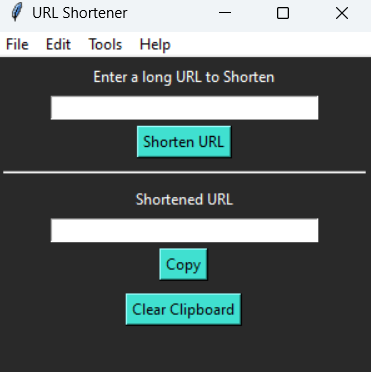 URL Shortener
File Edit Tools Help
Enter a long URL to Shorten
Shorten URL
Shortened URL
Copy
Clear Clipboard